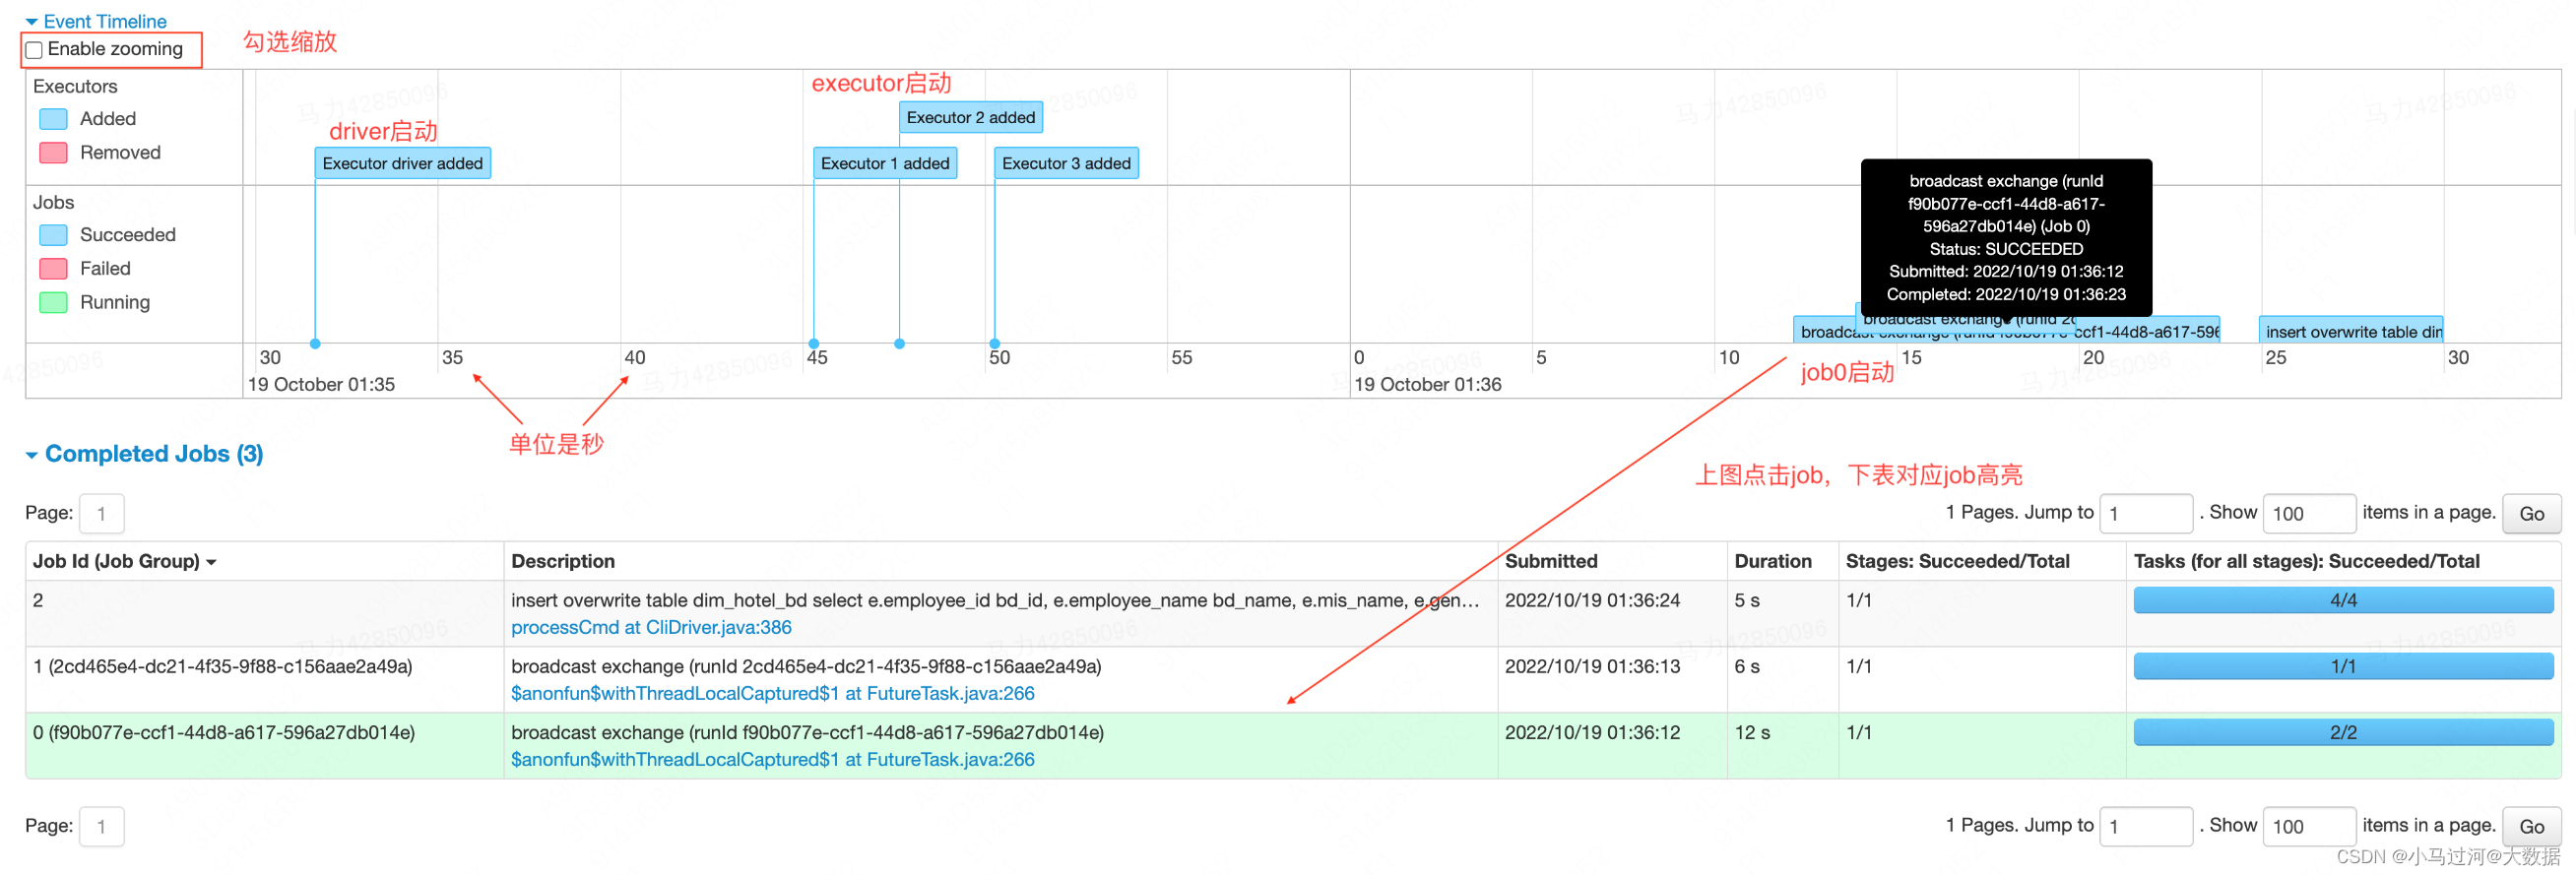 Event Timeline
Enable zooming
勾选缩放
Executors
Added
Removed
driver启动
executor启动
Executor driver added
Executor 1 added
Executor 2 added
Executor 3 added
Jobs
Succeeded
Failed
Running
broadcast exchange (runId
f90b077e-ccf1-44d8-a617-
596a27db014e) (Job 0)
Status: SUCCEEDED
Submitted: 2022/10/19 01:36:12
Completed: 2022/10/19 01:36:23
broadcast exchange (runId 2c
broadcast exchange (runId f90b077e-ccf1-44d8-a617-596
insert overwrite table dim
30 35 40 45 50 55 0 5 10 15 20 25 30
19 October 01:35
19 October 01:36
job0启动
单位是秒
Completed Jobs (3)
上图点击job，下表对应job高亮
Page: 1
1 Pages. Jump to 1 . Show 100 items in a page. Go
Job Id (Job Group) Description Submitted Duration Stages: Succeeded/Total Tasks (for all stages): Succeeded/Total
2 insert overwrite table dim_hotel_bd select e.employee_id bd_id, e.employee_name bd_name, e.mis_name, e.gen... 2022/10/19 01:36:24 5 s 1/1 4/4
processCmd at CliDriver.java:386
1 (2cd465e4-dc21-4f35-9f88-c156aae2a49a) broadcast exchange (runId 2cd465e4-dc21-4f35-9f88-c156aae2a49a) 2022/10/19 01:36:13 6 s 1/1 1/1
$anonfun$withThreadLocalCaptured$1 at FutureTask.java:266
0 (f90b077e-ccf1-44d8-a617-596a27db014e) broadcast exchange (runId f90b077e-ccf1-44d8-a617-596a27db014e) 2022/10/19 01:36:12 12 s 1/1 2/2
$anonfun$withThreadLocalCaptured$1 at FutureTask.java:266
Page: 1
1 Pages. Jump to 1 . Show 100 items in a page. Go
CSDN @小马过河@大数据
马力42850096